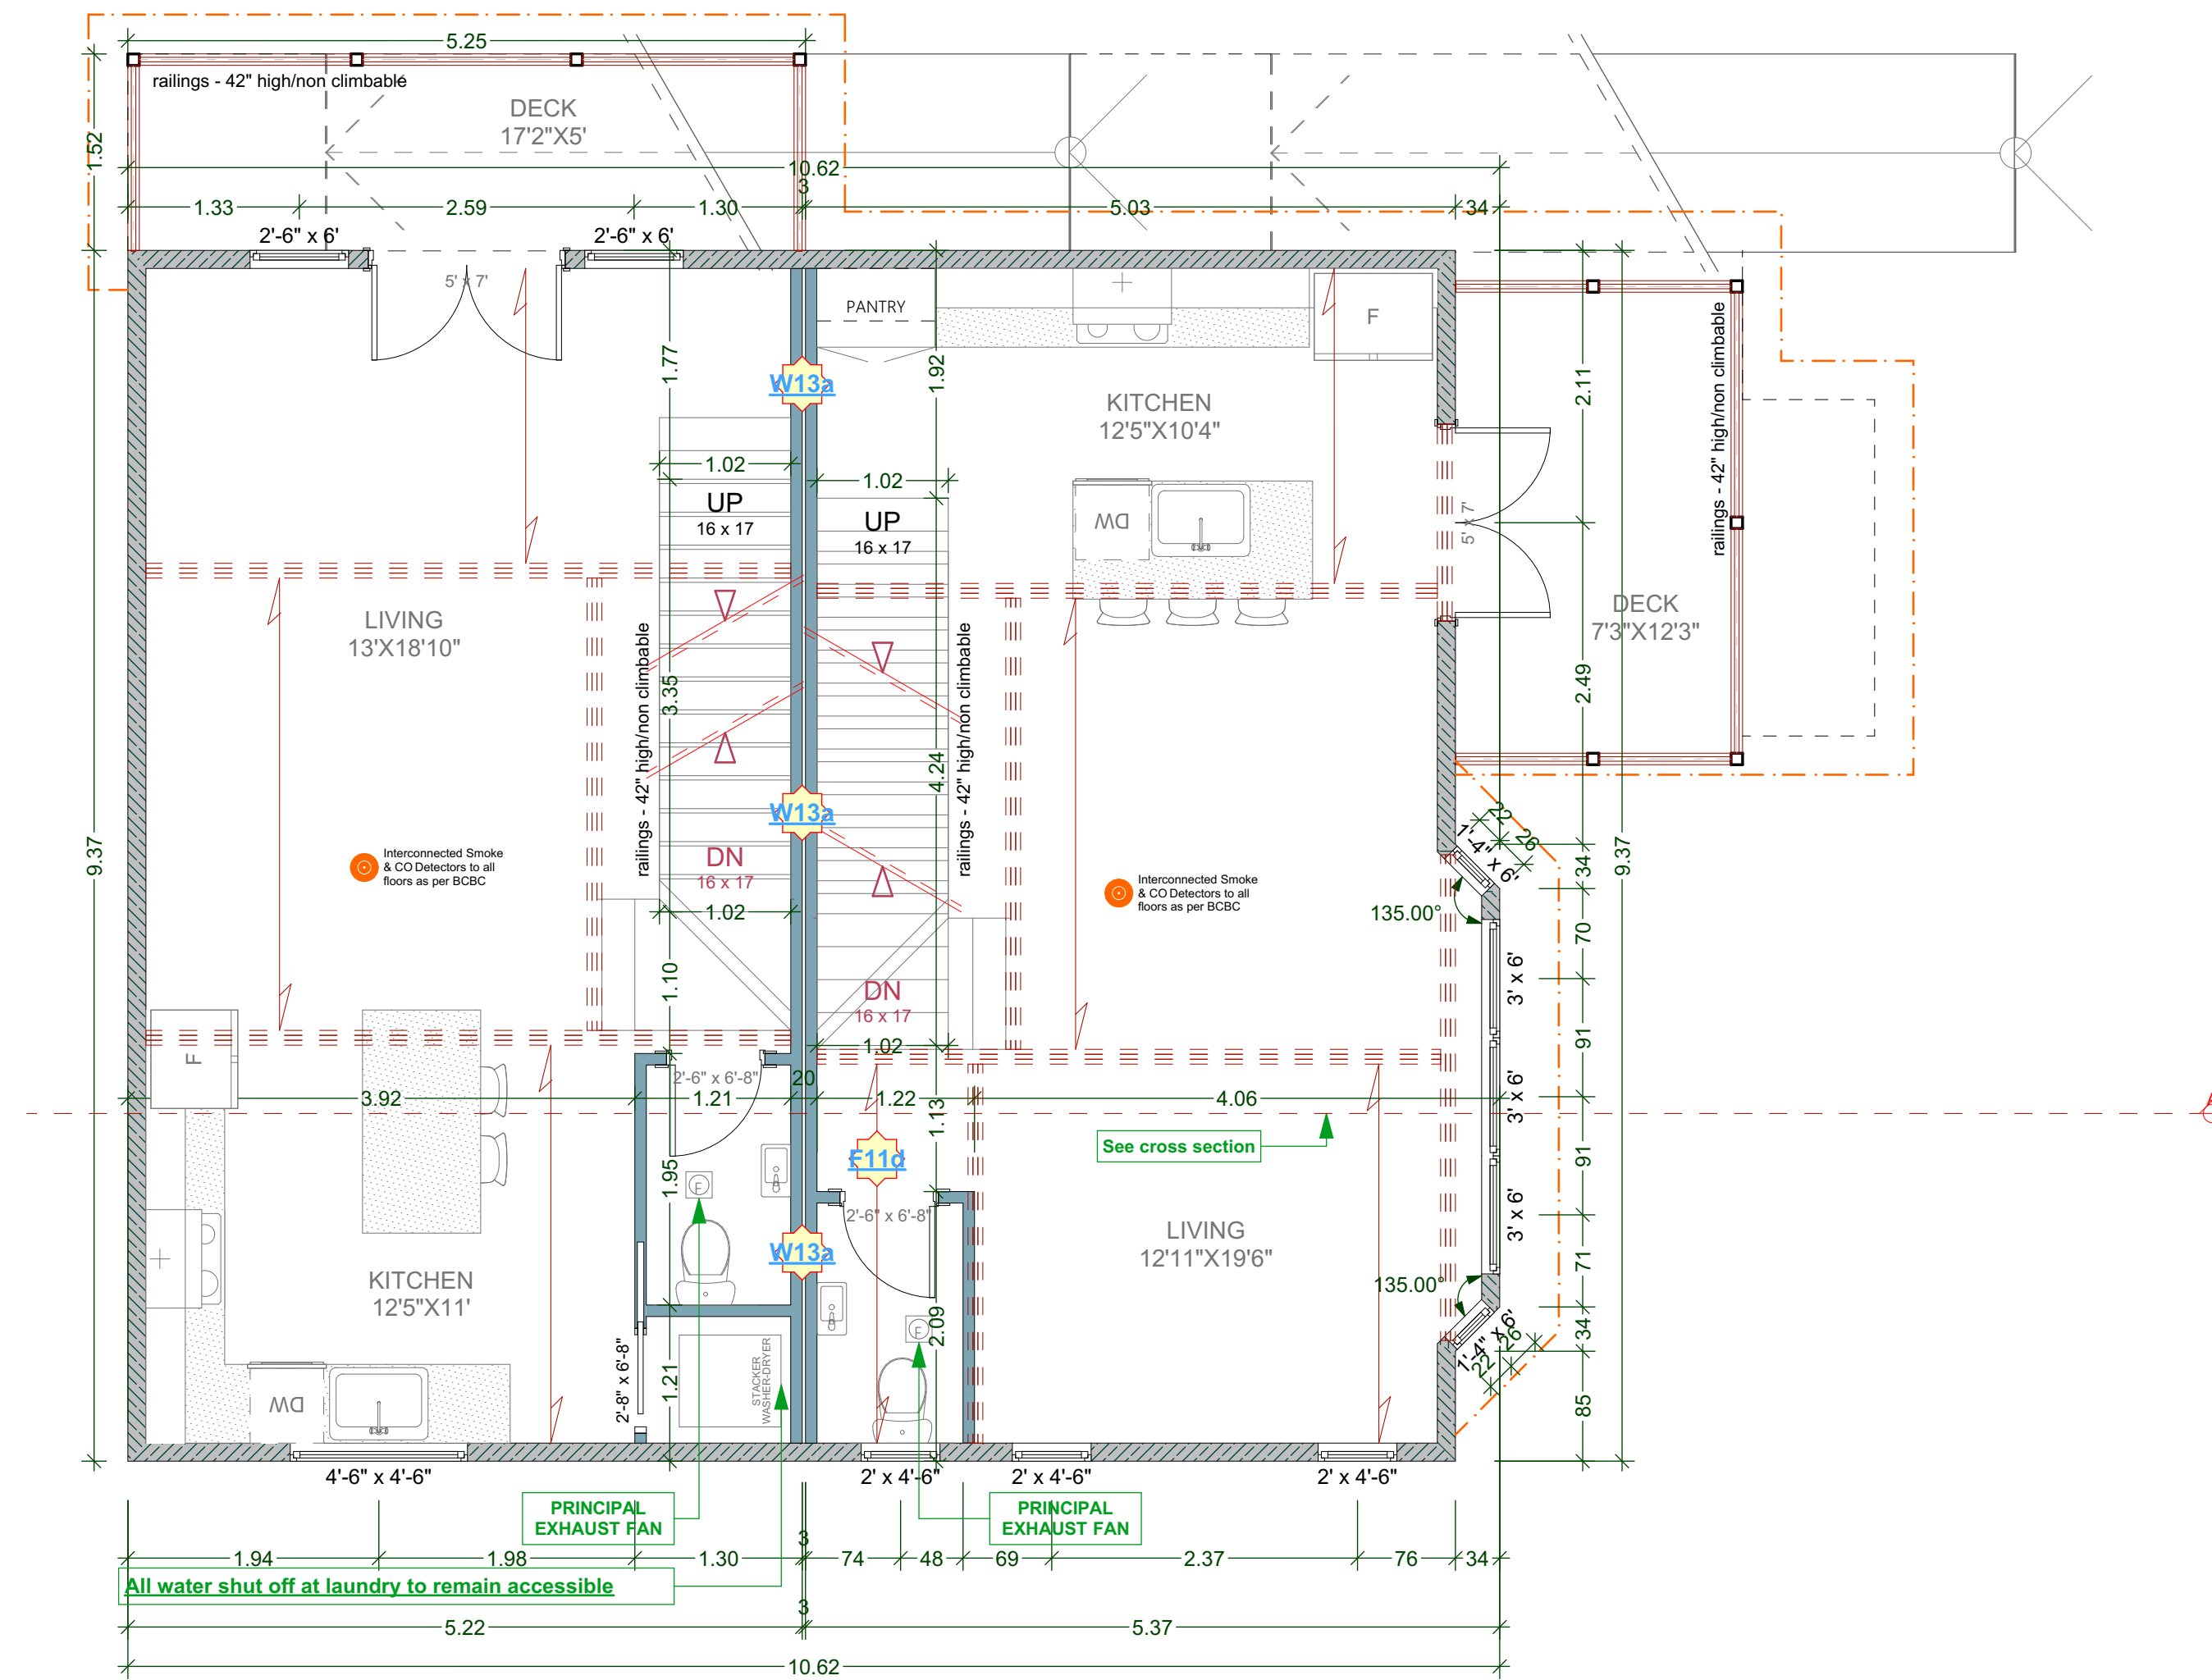 5.25
railings - 42" high/non climbable
DECK
17'2"X5'
1.52
10.62
3
1.33
2.59
1.30
5.03
34
2'-6" x 6'
2'-6" x 6'
5' x 7'
PANTRY
F
1.77
1.92
2.11
W13a
KITCHEN
12'5"X10'4"
railings - 42" high/non climbable
1.02
1.02
UP
16 x 17
UP
16 x 17
DW
5' x 7'
LIVING
13'X18'10"
DECK
7'3"X12'3"
railings - 42" high/non climbable
3.35
railings - 42" high/non climbable
4.24
2.49
W13a
9.37
9.37
Interconnected Smoke
& CO Detectors to all
floors as per BCBC
DN
16 x 17
1.02
Interconnected Smoke
& CO Detectors to all
floors as per BCBC
22
26
1'-4" x 6'
34
135.00°
70
3' x 6'
1.10
DN
16 x 17
1.02
F
91
3' x 6'
2'-6" x 6'-8"
20
3.92
1.21
1.22
1.13
4.06
See cross section
91
3' x 6'
F11d
1.95
F
2'-6" x 6'-8"
W13a
LIVING
12'11"X19'6"
71
KITCHEN
12'5"X11'
135.00°
F
2.09
34
1'-4" x 6'
22
26
2'-8" x 6'-8"
1.21
STACKER
WASHER-DRYER
DW
85
4'-6" x 4'-6"
2' x 4'-6"
2' x 4'-6"
2' x 4'-6"
PRINCIPAL
EXHAUST FAN
PRINCIPAL
EXHAUST FAN
1.94
1.98
1.30
3
74
48
69
2.37
76
34
All water shut off at laundry to remain accessible
3
5.22
5.37
10.62